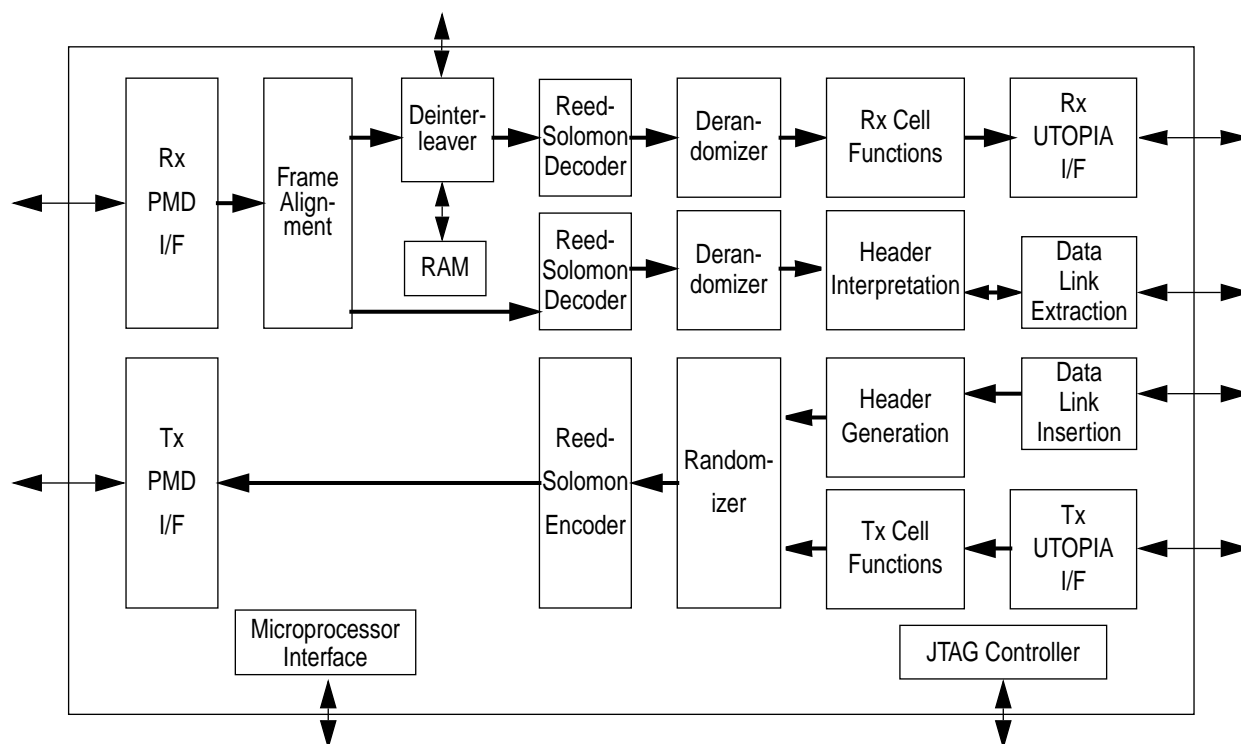 Rx
PMD
I/F
Frame
Align-
ment
Deinter-
leaver
RAM
Reed-
Solomon
Decoder
Deran-
domizer
Rx Cell
Functions
Rx
UTOPIA
I/F
Reed-
Solomon
Decoder
Deran-
domizer
Header
Interpretation
Data
Link
Extraction
Tx
PMD
I/F
Reed-
Solomon
Encoder
Random-
izer
Header
Generation
Data
Link
Insertion
Tx Cell
Functions
Tx
UTOPIA
I/F
Microprocessor
Interface
JTAG Controller